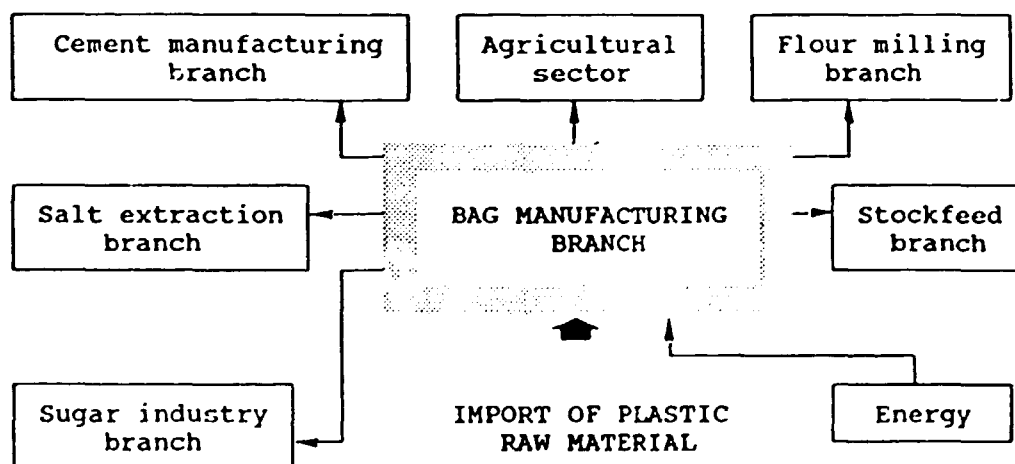 Cement manufacturing
branch
Agricultural
sector
Flour milling
branch
Salt extraction
branch
BAG MANUFACTURING
BRANCH
Stockfeed
branch
Sugar industry
branch
IMPORT OF PLASTIC
RAW MATERIAL
Energy